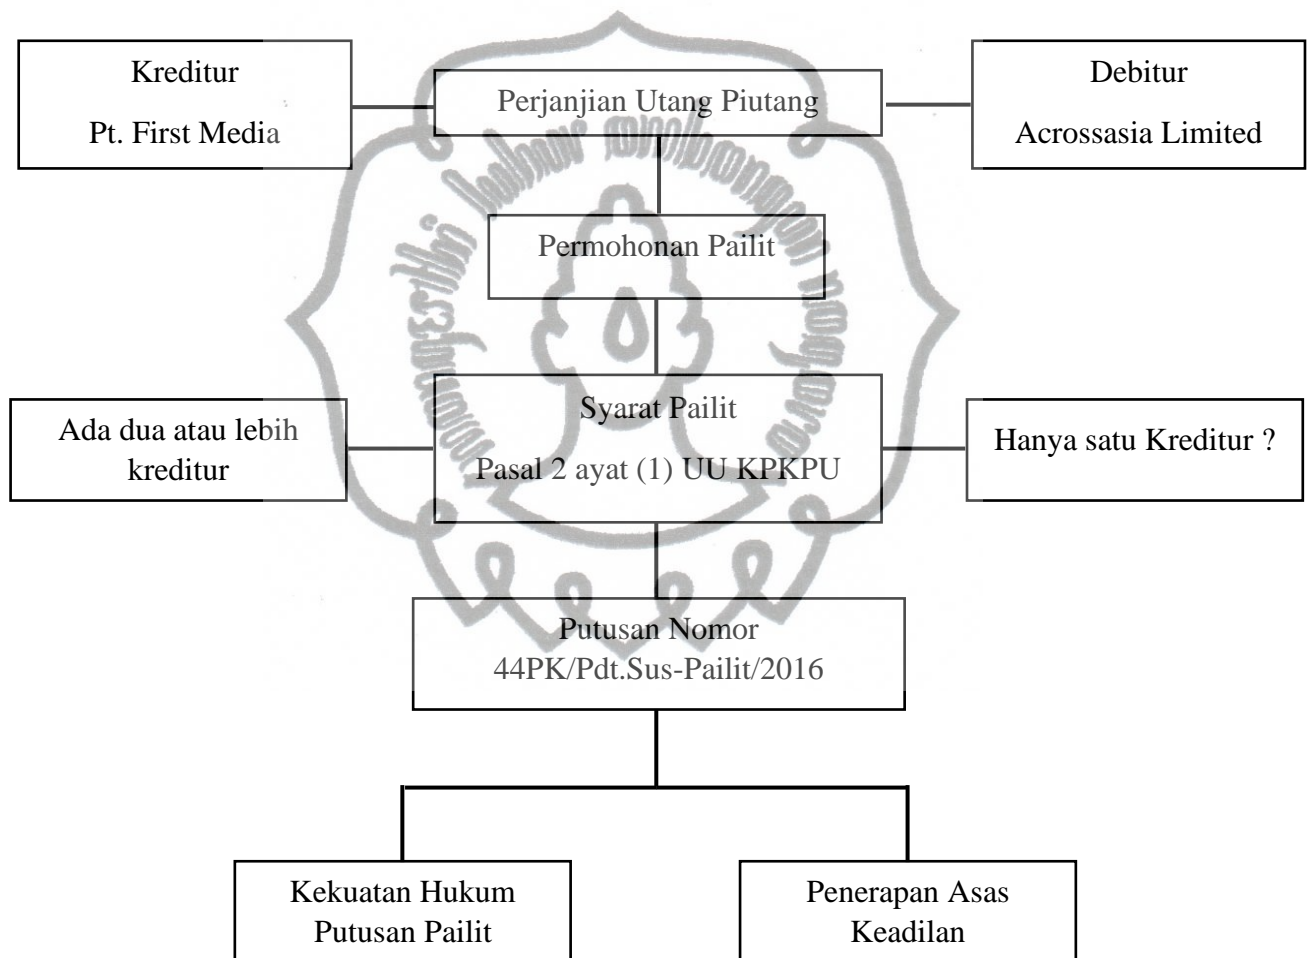 Kreditur
Pt. First Media
Perjanjian Utang Piutang
Debitur
Acrossasia Limited
Permohonan Pailit
Ada dua atau lebih
kreditur
Syarat Pailit
Pasal 2 ayat (1) UU KPKPU
Hanya satu Kreditur ?
Putusan Nomor
44PK/Pdt.Sus-Pailit/2016
Kekuatan Hukum
Putusan Pailit
Penerapan Asas
Keadilan